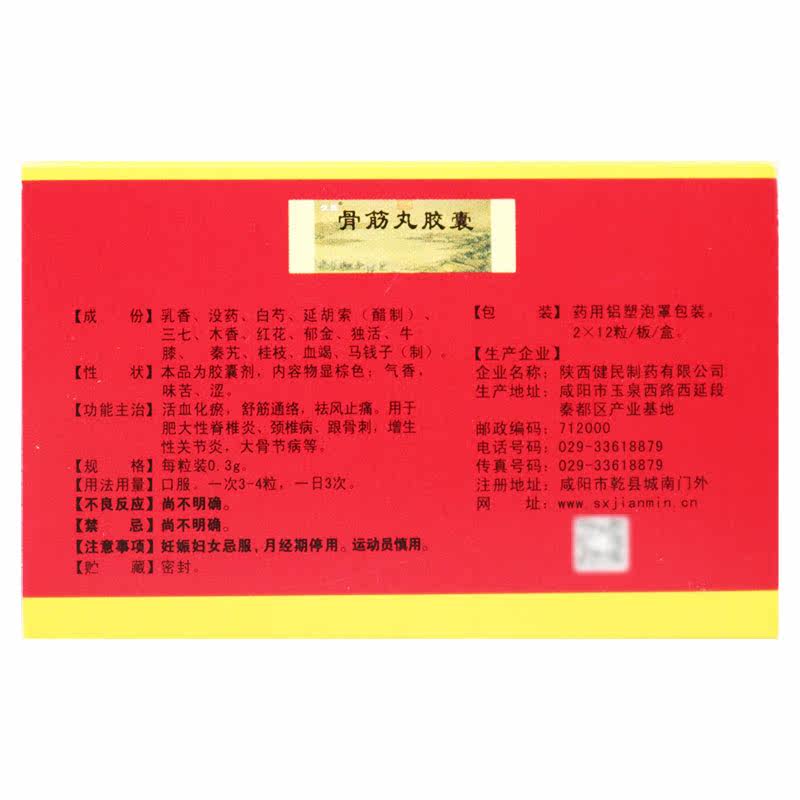 骨筋丸胶囊
【成　份】乳香、没药、白芍、延胡索（醋制）、
三七、木香、红花、郁金、独活、牛
膝、　秦艽、桂枝、血竭、马钱子（制）。
【性　状】本品为胶囊剂，内容物显棕色；气香，
味苦、涩。
【功能主治】活血化瘀，舒筋通络，祛风止痛。用于
肥大性脊椎炎、颈椎病、跟骨刺，增生
性关节炎，大骨节病等。
【规　格】每粒装0.3g。
【用法用量】口服。一次3-4粒，一日3次。
【不良反应】尚不明确。
【禁　忌】尚不明确。
【注意事项】妊娠妇女忌服，月经期停用。运动员慎用。
【贮　藏】密封。
【包　装】药用铝塑泡罩包装。
2×12粒/板/盒。
【生产企业】
企业名称：陕西健民制药有限公司
生产地址：咸阳市玉泉西路西延段
秦都区产业基地
邮政编码：712000
电话号码：029-33618879
传真号码：029-33618879
注册地址：咸阳市乾县城南门外
网　址：www.sxjianmin.cn